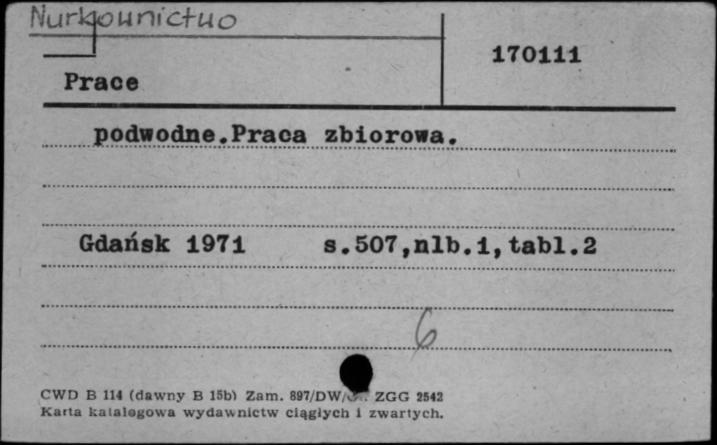 Nurkownictwo
170111
Prace
podwodne.Praca zbiorowa.
Gdańsk 1971 s.507,nlb.1,tabl.2
6
CWD B 114 (dawny B 15b) Zam. 897/DW/ ZGG 2542
Karta katalogowa wydawnictw ciągłych i zwartych.